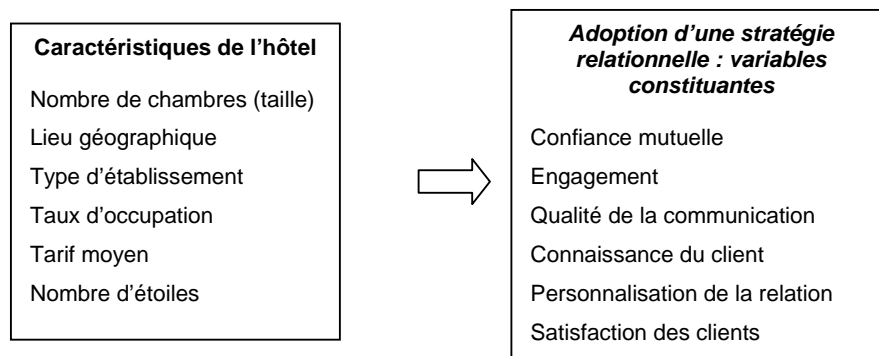 Caractéristiques de l'hôtel
Nombre de chambres (taille)
Lieu géographique
Type d'établissement
Taux d'occupation
Tarif moyen
Nombre d'étoiles
Adoption d'une stratégie
relationnelle : variables
constituantes
Confiance mutuelle
Engagement
Qualité de la communication
Connaissance du client
Personnalisation de la relation
Satisfaction des clients